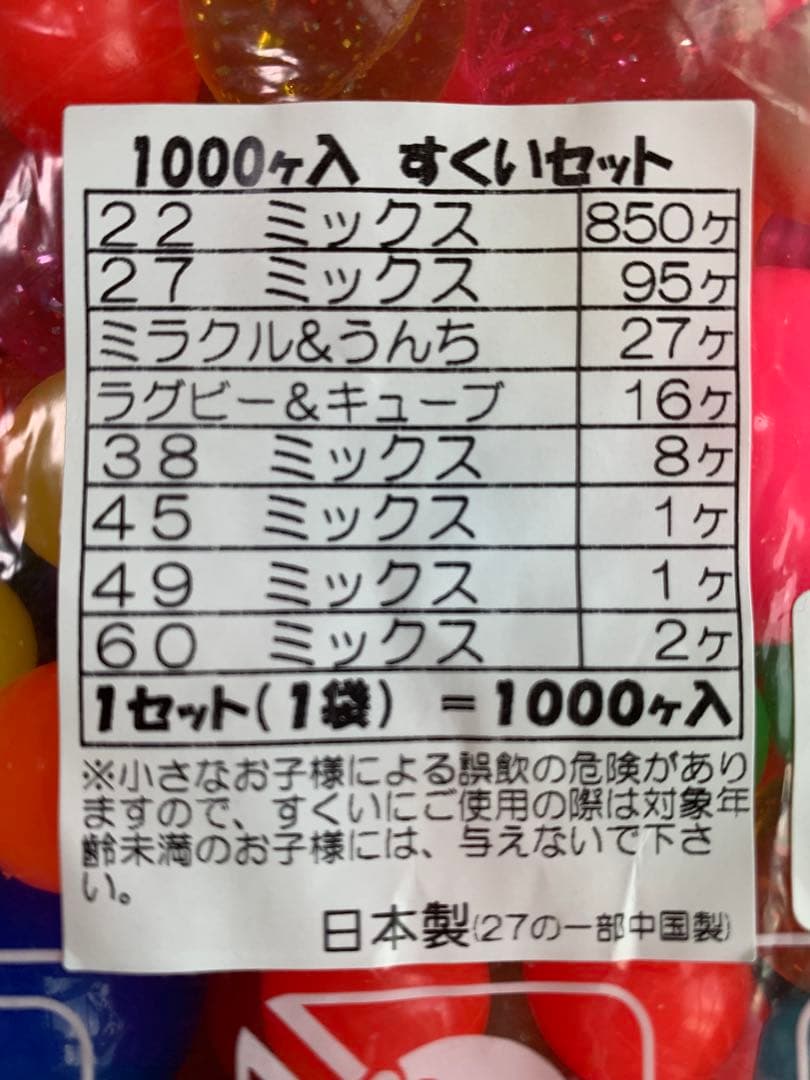 1000ヶ入 すくいセット
22 ミックス 850ヶ
27 ミックス 95ヶ
ミラクル&うんち 27ヶ
ラグビー&キューブ 16ヶ
38 ミックス 8ヶ
45 ミックス 1ヶ
49 ミックス 1ヶ
60 ミックス 2ヶ
1セット(1袋) =1000ヶ入
※小さなお子様による誤飲の危険があり
ますので、すくいにご使用の際は対象年
齢未満のお子様には、与えないで下さ
い。
日本製(27の一部中国製)